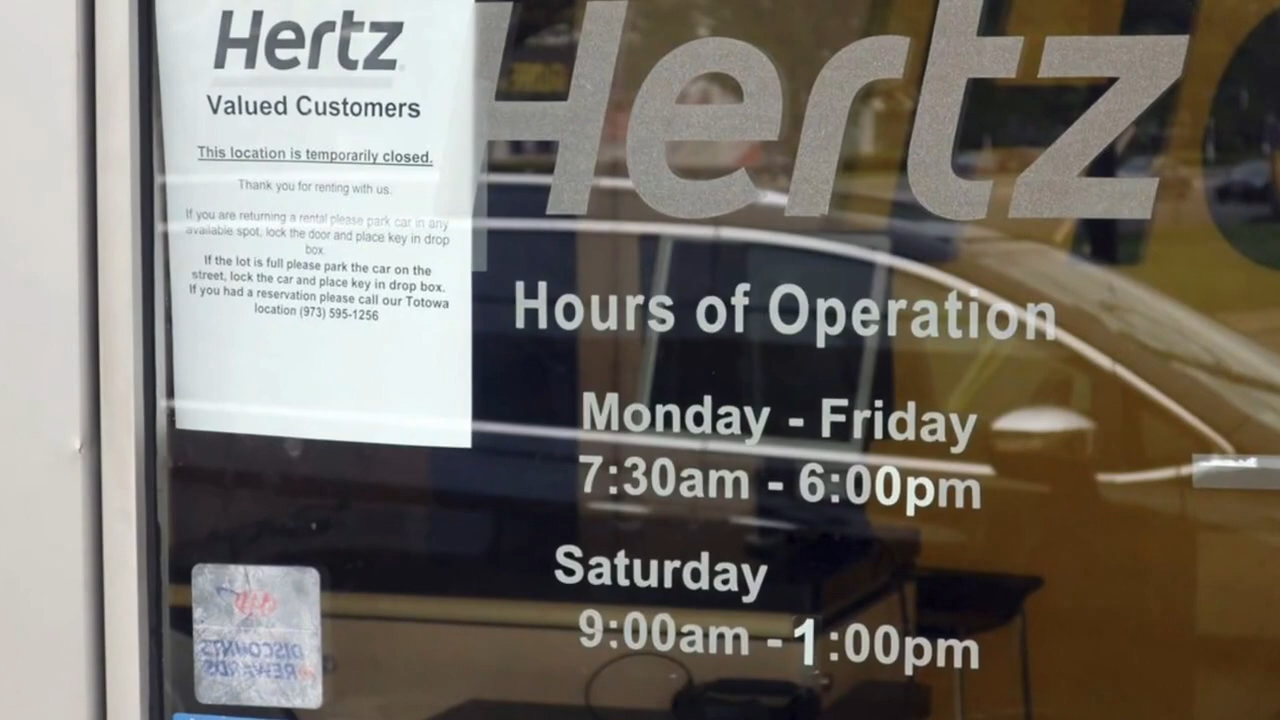 Hertz
Valued Customers
This location is temporarily closed.
Thank you for renting with us.
If you are returning a rental please park car in any
available spot, lock the door and place key in drop
box.
If the lot is full please park the car on the
street, lock the car and place key in drop box.
If you had a reservation please call our Totowa
location (973) 595-1256
Hertz
Hours of Operation
Monday - Friday
7:30am - 6:00pm
Saturday
9:00am - 1:00pm
DISCOUNTS
REWARDS